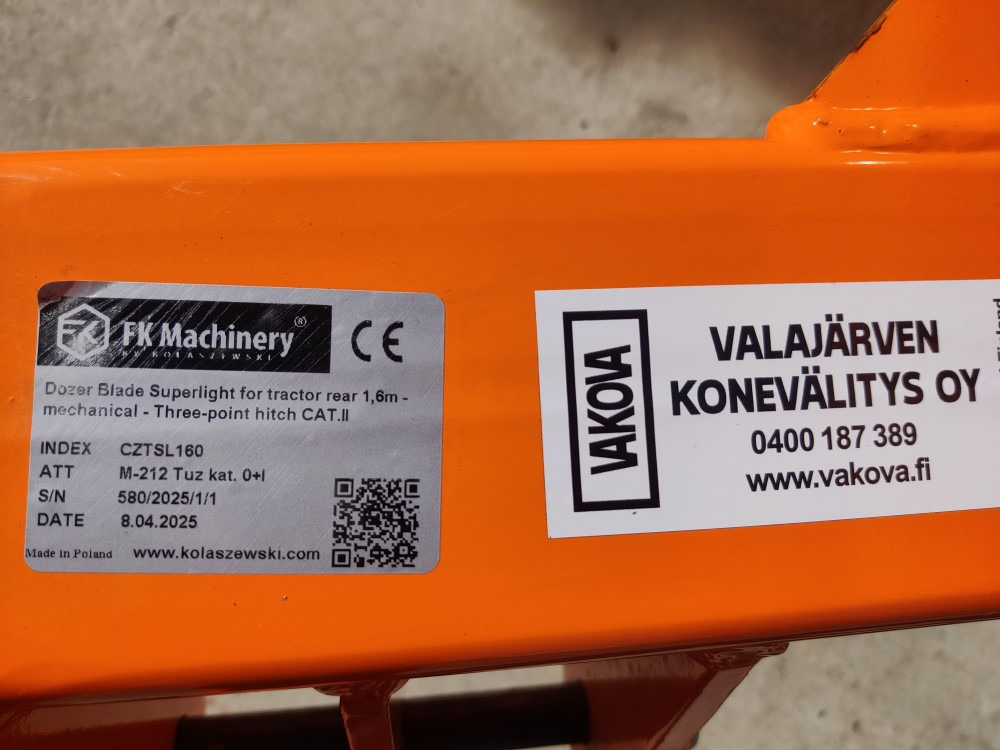 FK Machinery®
BY KOLASZEWSKI
CE
Dozer Blade Superlight for tractor rear 1,6m -
mechanical - Three-point hitch CAT.II
INDEX CZTSL160
ATT M-212 Tuz kat. 0+I
S/N 580/2025/1/1
DATE 8.04.2025
Made in Poland www.kolaszewski.com
VAKOVA
VALAJÄRVEN
KONEVÄLITYS OY
0400 187 389
www.vakova.fi